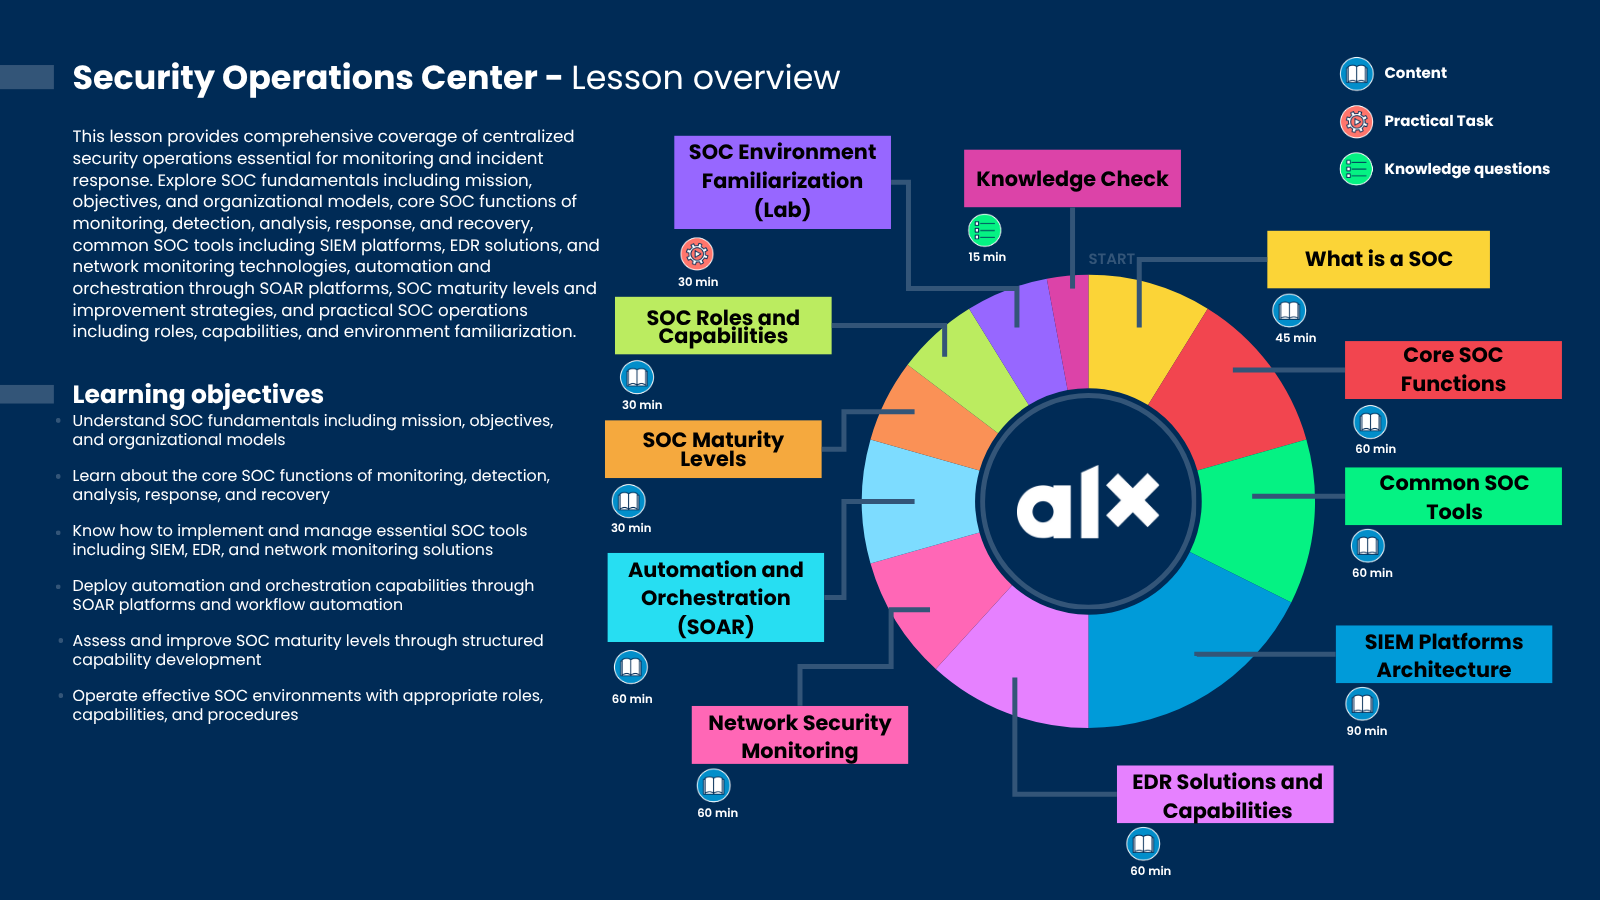 Security Operations Center - Lesson overview
This lesson provides comprehensive coverage of centralized
security operations essential for monitoring and incident
response. Explore SOC fundamentals including mission,
objectives, and organizational models, core SOC functions of
monitoring, detection, analysis, response, and recovery,
common SOC tools including SIEM platforms, EDR solutions, and
network monitoring technologies, automation and
orchestration through SOAR platforms, SOC maturity levels and
improvement strategies, and practical SOC operations
including roles, capabilities, and environment familiarization.
Learning objectives
Understand SOC fundamentals including mission, objectives,
and organizational models
Learn about the core SOC functions of monitoring, detection,
analysis, response, and recovery
Know how to implement and manage essential SOC tools
including SIEM, EDR, and network monitoring solutions
Deploy automation and orchestration capabilities through
SOAR platforms and workflow automation
Assess and improve SOC maturity levels through structured
capability development
Operate effective SOC environments with appropriate roles,
capabilities, and procedures
Content
Practical Task
Knowledge questions
START
What is a SOC
45 min
Core SOC
Functions
60 min
Common SOC
Tools
60 min
SIEM Platforms
Architecture
90 min
EDR Solutions and
Capabilities
60 min
Network Security
Monitoring
60 min
Automation and
Orchestration
(SOAR)
60 min
SOC Maturity
Levels
30 min
SOC Roles and
Capabilities
30 min
SOC Environment
Familiarization
(Lab)
30 min
Knowledge Check
15 min
alx